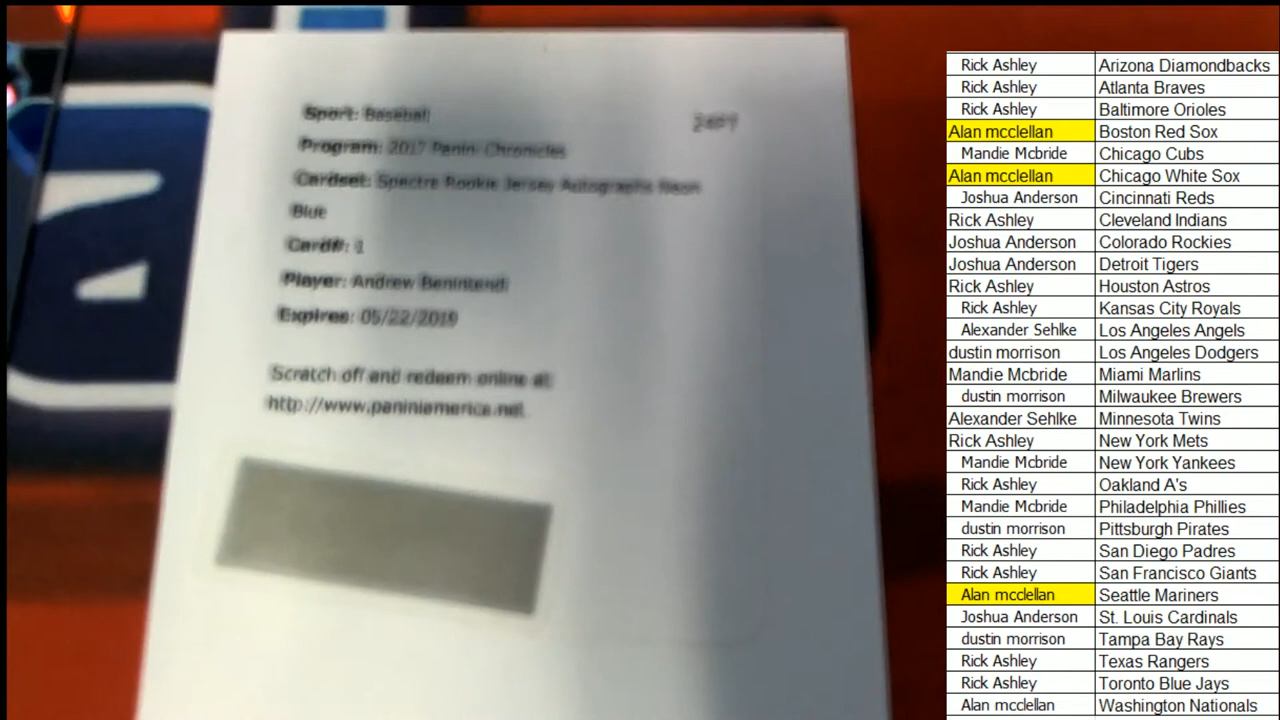 Sport: Baseball
24P7
Program: 2017 Panini Chronicles
Cardset: Spectre Rookie Jersey Autographs Neon
Blue
Card#: 1
Player: Andrew Benintendi
Expires: 05/22/2019
Scratch off and redeem online at:
http://www.paniniamerica.net.
Rick Ashley Arizona Diamondbacks
Rick Ashley Atlanta Braves
Rick Ashley Baltimore Orioles
Alan mcclellan Boston Red Sox
Mandie Mcbride Chicago Cubs
Alan mcclellan Chicago White Sox
Joshua Anderson Cincinnati Reds
Rick Ashley Cleveland Indians
Joshua Anderson Colorado Rockies
Joshua Anderson Detroit Tigers
Rick Ashley Houston Astros
Rick Ashley Kansas City Royals
Alexander Sehlke Los Angeles Angels
dustin morrison Los Angeles Dodgers
Mandie Mcbride Miami Marlins
dustin morrison Milwaukee Brewers
Alexander Sehlke Minnesota Twins
Rick Ashley New York Mets
Mandie Mcbride New York Yankees
Rick Ashley Oakland A's
Mandie Mcbride Philadelphia Phillies
dustin morrison Pittsburgh Pirates
Rick Ashley San Diego Padres
Rick Ashley San Francisco Giants
Alan mcclellan Seattle Mariners
Joshua Anderson St. Louis Cardinals
dustin morrison Tampa Bay Rays
Rick Ashley Texas Rangers
Rick Ashley Toronto Blue Jays
Alan mcclellan Washington Nationals